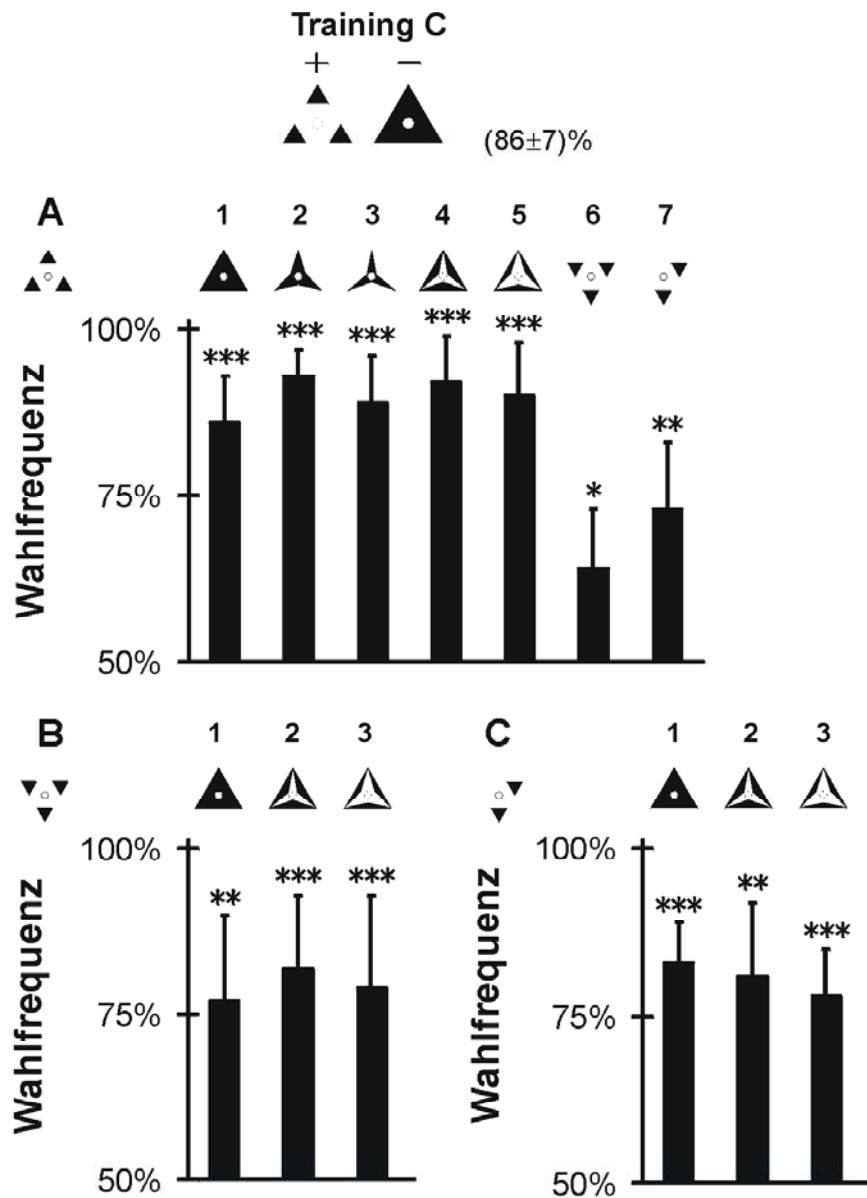 Training C
+ −
(86±7)%
A 1 2 3 4 5 6 7
*** *** *** *** *** * **
100%
75%
50%
Wahlfrequenz
B 1 2 3
** *** ***
100%
75%
50%
Wahlfrequenz
C 1 2 3
*** ** ***
100%
75%
50%
Wahlfrequenz